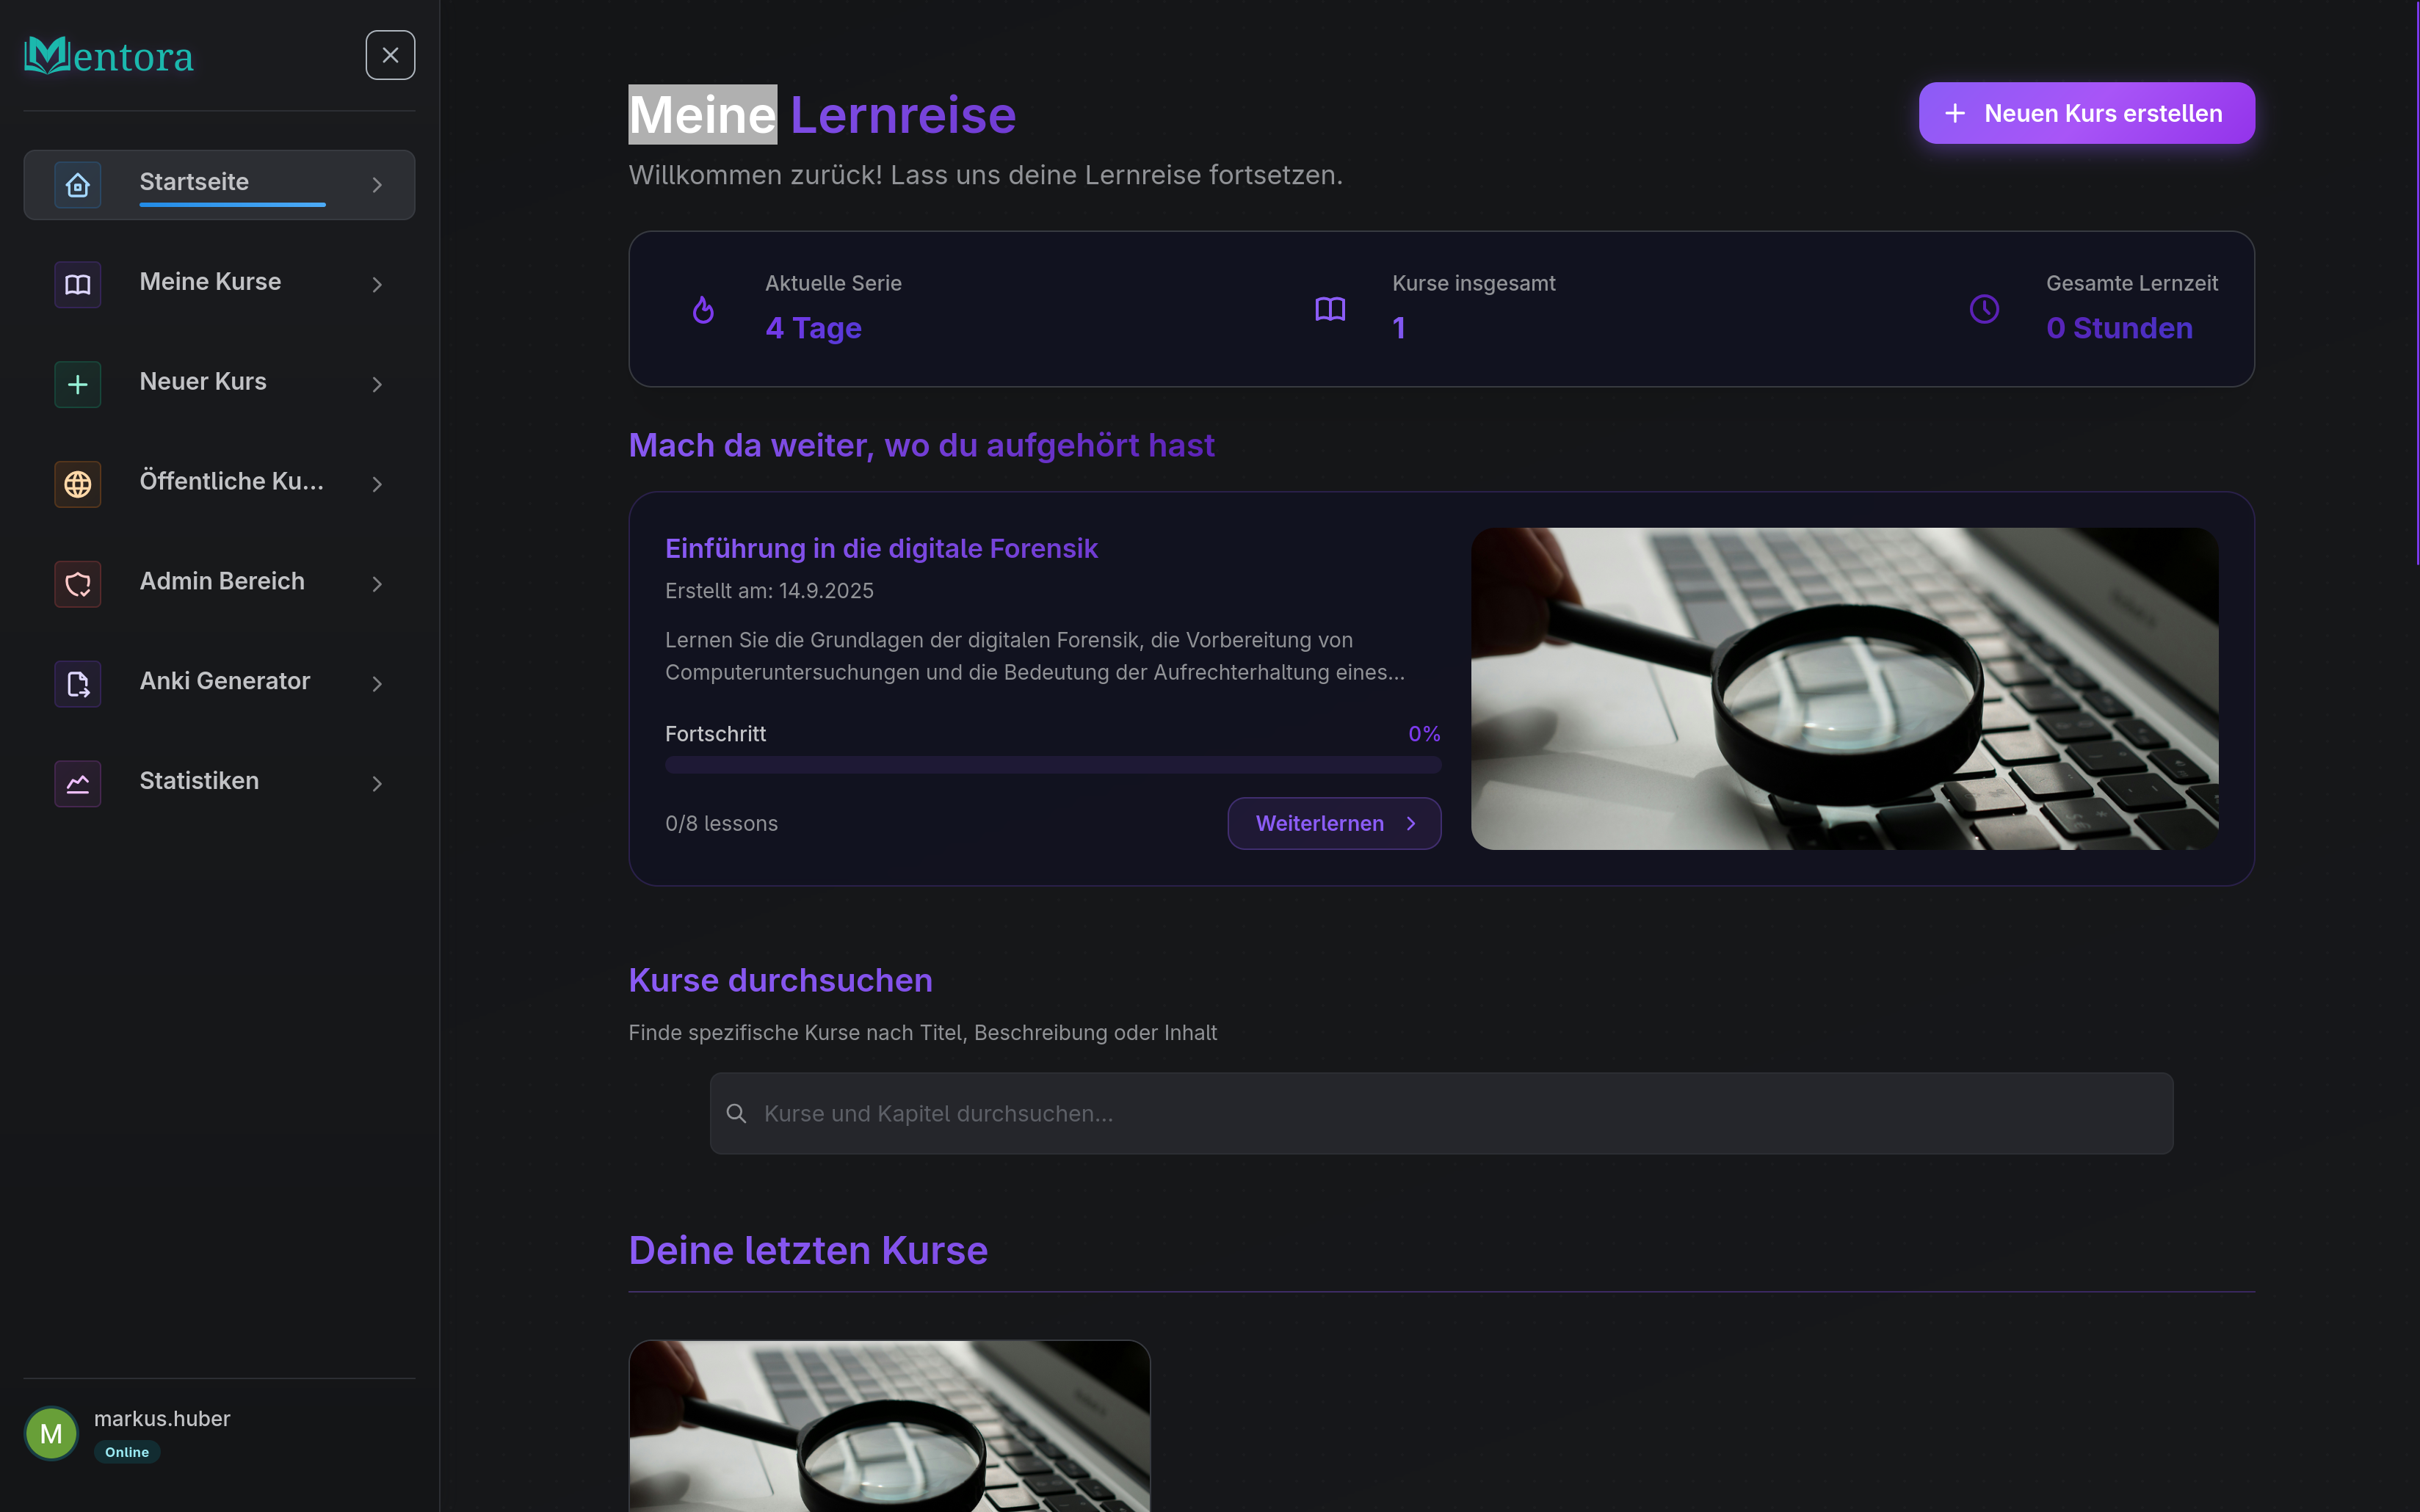 Mentora
Startseite
Meine Kurse
Neuer Kurs
Öffentliche Ku...
Admin Bereich
Anki Generator
Statistiken
M
markus.huber
Online
Meine Lernreise
Willkommen zurück! Lass uns deine Lernreise fortsetzen.
Neuen Kurs erstellen
Aktuelle Serie
4 Tage
Kurse insgesamt
1
Gesamte Lernzeit
0 Stunden
Mach da weiter, wo du aufgehört hast
Einführung in die digitale Forensik
Erstellt am: 14.9.2025
Lernen Sie die Grundlagen der digitalen Forensik, die Vorbereitung von
Computeruntersuchungen und die Bedeutung der Aufrechterhaltung eines...
Fortschritt 0%
0/8 lessons
Weiterlernen
Kurse durchsuchen
Finde spezifische Kurse nach Titel, Beschreibung oder Inhalt
Kurse und Kapitel durchsuchen...
Deine letzten Kurse